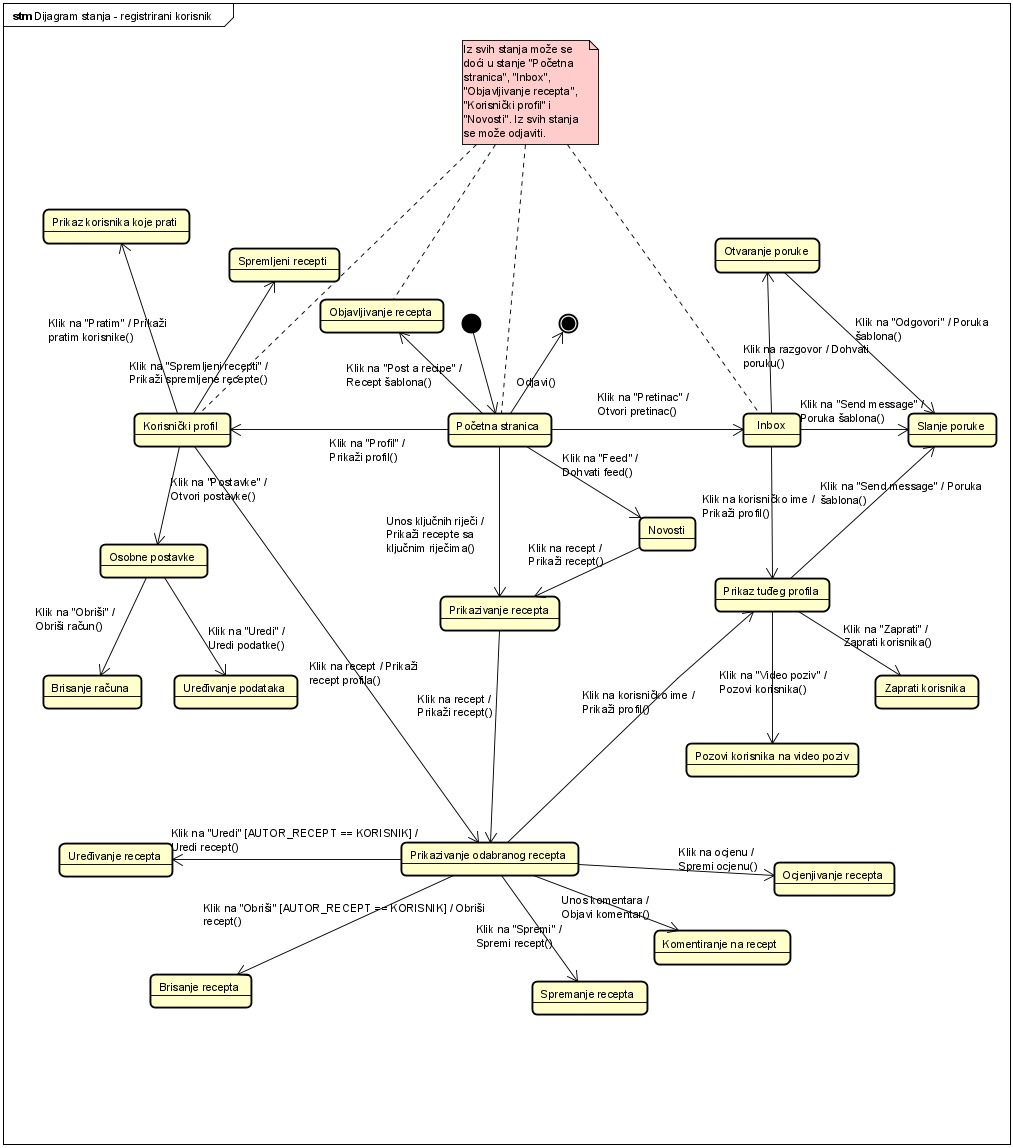 stm Dijagram stanja - registrirani korisnik
Iz svih stanja može se
doći u stanje "Početna
stranica", "Inbox",
"Objavljivanje recepta",
"Korisnički profil" i
"Novosti". Iz svih stanja
se može odjaviti.
Prikaz korisnika koje prati
Spremljeni recepti
Otvaranje poruke
Objavljivanje recepta
Klik na "Pratim" / Prikaži
pratim korisnike()
Klik na "Odgovori" / Poruka
šablona()
Klik na razgovor / Dohvati
poruku()
Klik na "Spremljeni recepti" /
Prikaži spremljene recepte()
Klik na "Post a recipe" /
Recept šablona()
Odjavi()
Klik na "Pretinac" /
Otvori pretinac()
Klik na "Send message" /
Poruka šablona()
Korisnički profil
Početna stranica
Inbox
Slanje poruke
Klik na "Profil" /
Prikaži profil()
Klik na "Feed" /
Dohvati feed()
Klik na "Postavke" /
Otvori postavke()
Klik na "Send message" / Poruka
šablona()
Klik na korisničko ime /
Prikaži profil()
Unos ključnih riječi /
Prikaži recepte sa
ključnim riječima()
Novosti
Klik na recept /
Prikaži recept()
Osobne postavke
Prikaz tuđeg profila
Prikazivanje recepta
Klik na "Obriši" /
Obriši račun()
Klik na "Uredi" /
Uredi podatke()
Klik na "Zaprati" /
Zaprati korisnika()
Klik na recept / Prikaži
recept profila()
Klik na "Video poziv" /
Pozovi korisnika()
Brisanje računa
Uređivanje podataka
Zaprati korisnika
Klik na recept /
Prikaži recept()
Klik na korisničko ime /
Prikaži profil()
Pozovi korisnika na video poziv
Klik na "Uredi" [AUTOR_RECEPT == KORISNIK] /
Uredi recept()
Uređivanje recepta
Prikazivanje odabranog recepta
Klik na ocjenu /
Spremi ocjenu()
Ocjenjivanje recepta
Klik na "Obriši" [AUTOR_RECEPT == KORISNIK] / Obriši
recept()
Unos komentara /
Objavi komentar()
Klik na "Spremi" /
Spremi recept()
Komentiranje na recept
Brisanje recepta
Spremanje recepta